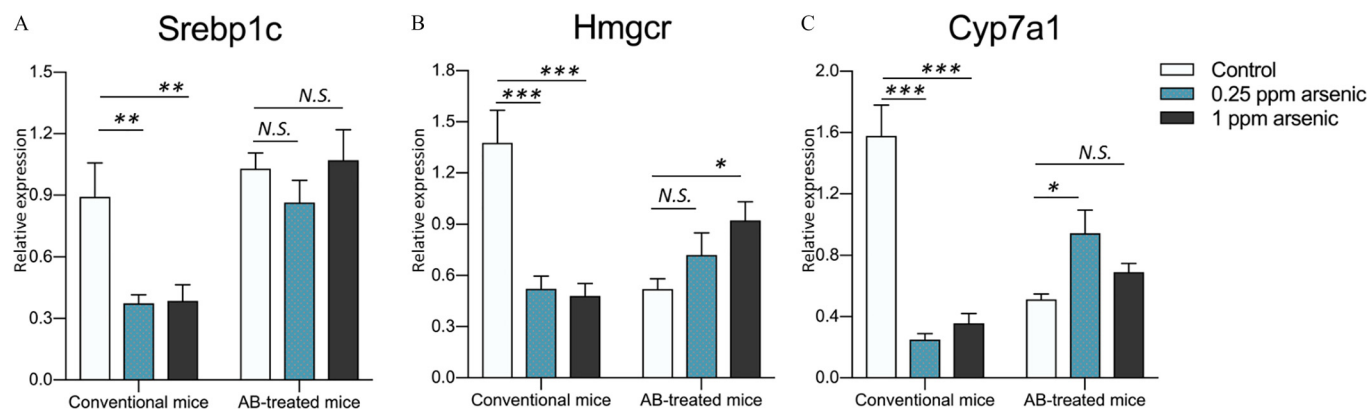 A
Srebp1c
Relative expression
1.5
1.2
0.9
0.6
0.3
0.0
**
**
N.S.
N.S.
Conventional mice
AB-treated mice
B
Hmgcr
Relative expression
1.8
1.5
1.2
0.9
0.6
0.3
0.0
***
***
*
N.S.
Conventional mice
AB-treated mice
C
Cyp7a1
Relative expression
2.0
1.6
1.2
0.8
0.4
0.0
***
***
N.S.
*
Conventional mice
AB-treated mice
Control
0.25 ppm arsenic
1 ppm arsenic